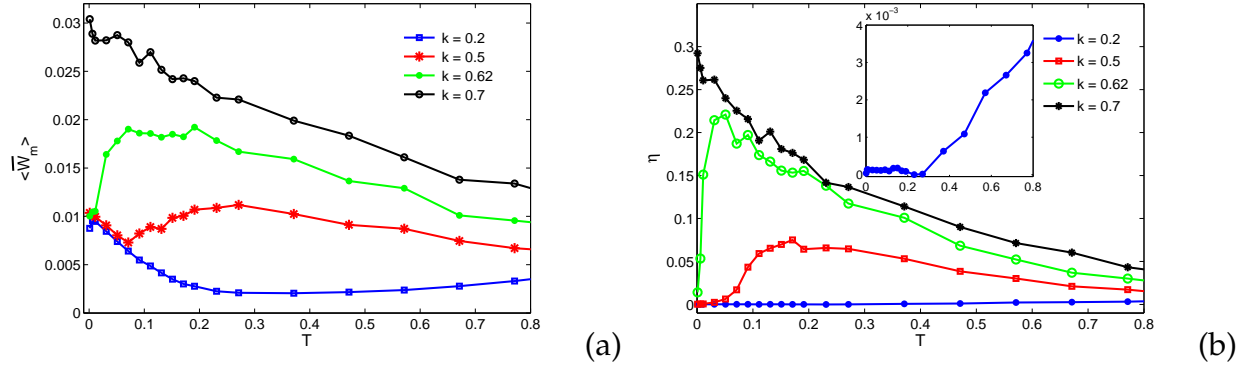 0.03
0.025
0.02
0.015
0.01
0.005
0
<W̅m>
0 0.1 0.2 0.3 0.4 0.5 0.6 0.7 0.8
T
k = 0.2
k = 0.5
k = 0.62
k = 0.7
(a)
0.3
0.25
0.2
0.15
0.1
0.05
0
η
0 0.1 0.2 0.3 0.4 0.5 0.6 0.7 0.8
T
x 10⁻³
4
3
2
1
0
0 0.2 0.4 0.6 0.8
k = 0.2
k = 0.5
k = 0.62
k = 0.7
(b)